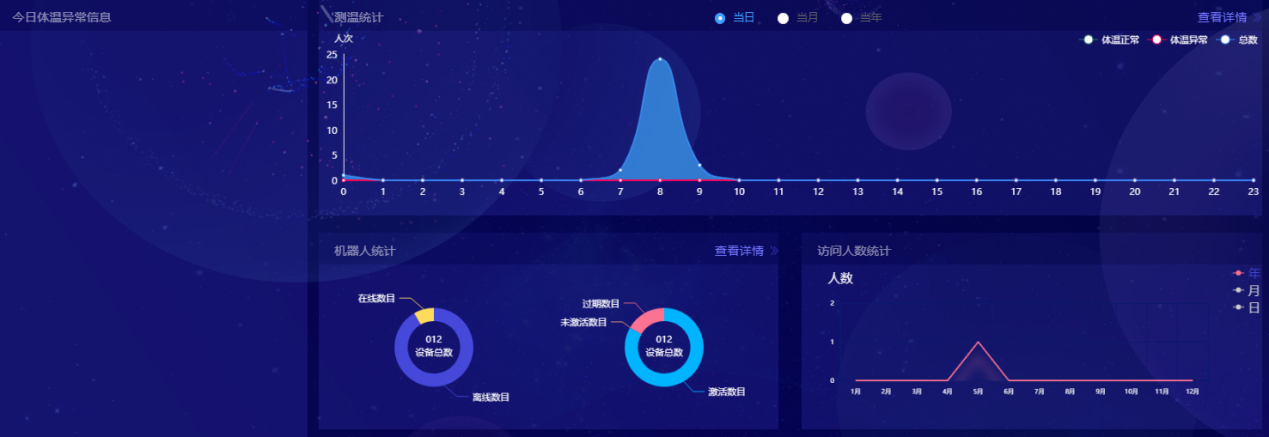 今日体温异常信息
测温统计
当日 当月 当年
查看详情
人次
体温正常 体温异常 总数
25
20
15
10
5
0
0 1 2 3 4 5 6 7 8 9 10 11 12 13 14 15 16 17 18 19 20 21 22 23
机器人统计
查看详情
在线数目
012
设备总数
离线数目
过期数目
未激活数目
012
设备总数
激活数目
访问人数统计
人数
年
月
日
2
1
0
1月 2月 3月 4月 5月 6月 7月 8月 9月 10月 11月 12月